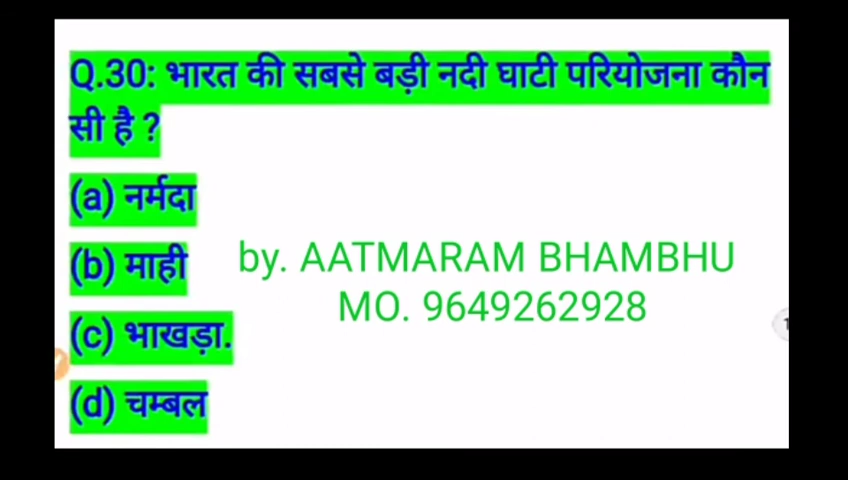 Q.30: भारत की सबसे बड़ी नदी घाटी परियोजना कौन
सी है ?
(a) नर्मदा
(b) माही
by. AATMARAM BHAMBHU
MO. 9649262928
(c) भाखड़ा.
(d) चम्बल